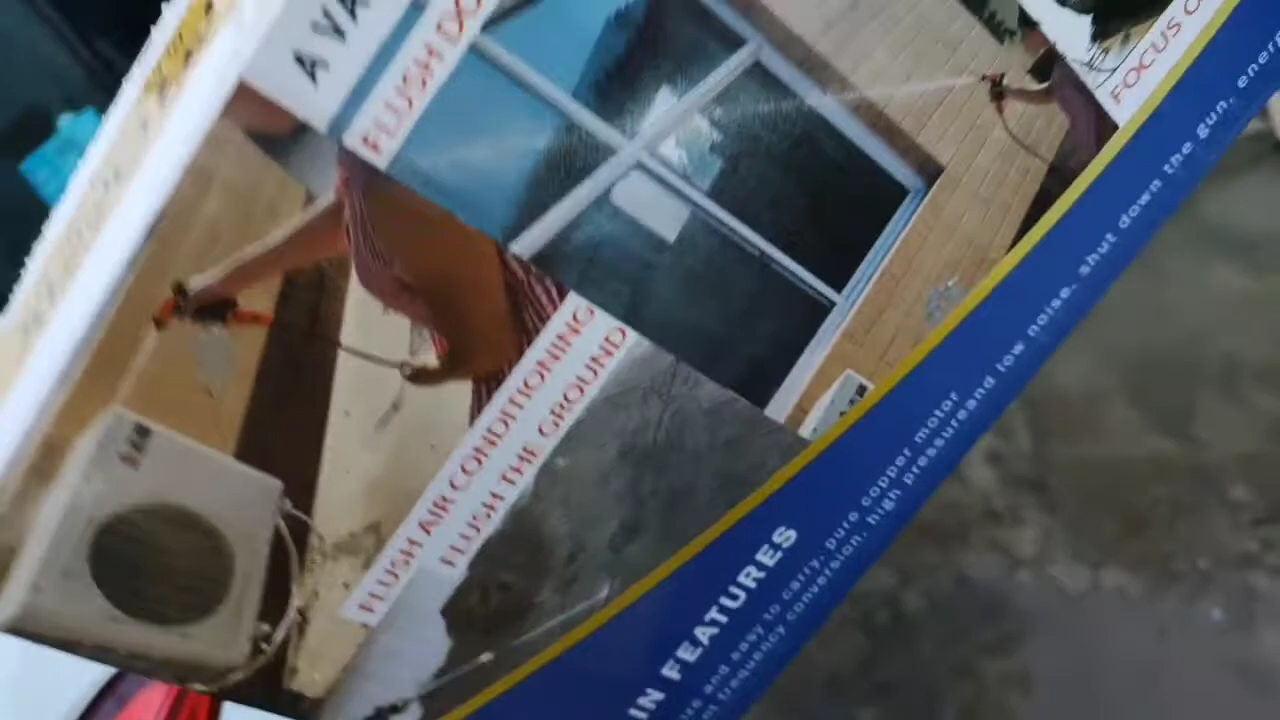 AVA
FLUSH DO
FOCUS
FLUSH AIR CONDITIONING
FLUSH THE GROUND
IN FEATURES
and easy to carry, pure copper motor
frequency conversion, high pressureand low noise, shut down the gun, energ